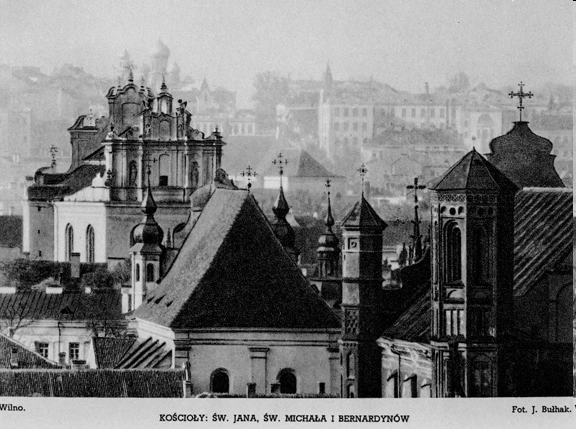 Wilno.
Fot. J. Bułhak.
KOŚCIOŁY: ŚW. JANA, ŚW. MICHAŁA I BERNARDYNÓW